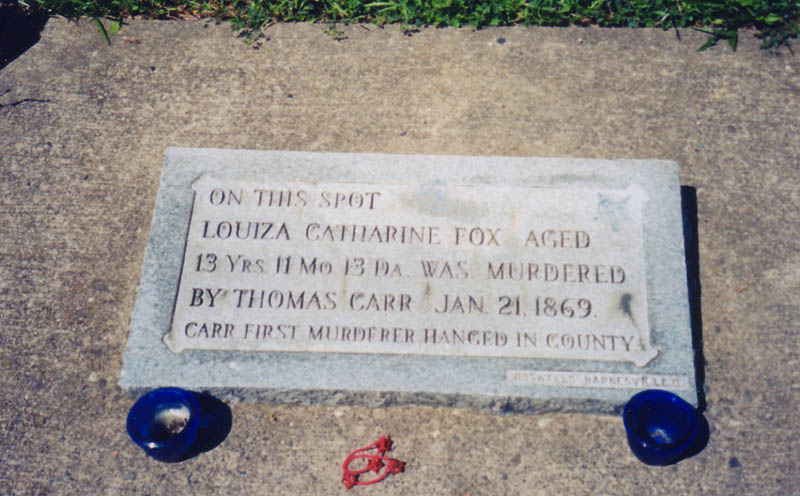 ON THIS SPOT
LOUIZA CATHARINE FOX AGED
13 YRS. 11 MO. 13 DA. WAS. MURDERED
BY THOMAS CARR JAN. 21, 1869.
CARR FIRST MURDERER HANGED IN COUNTY.
BARNESVILLE.O.